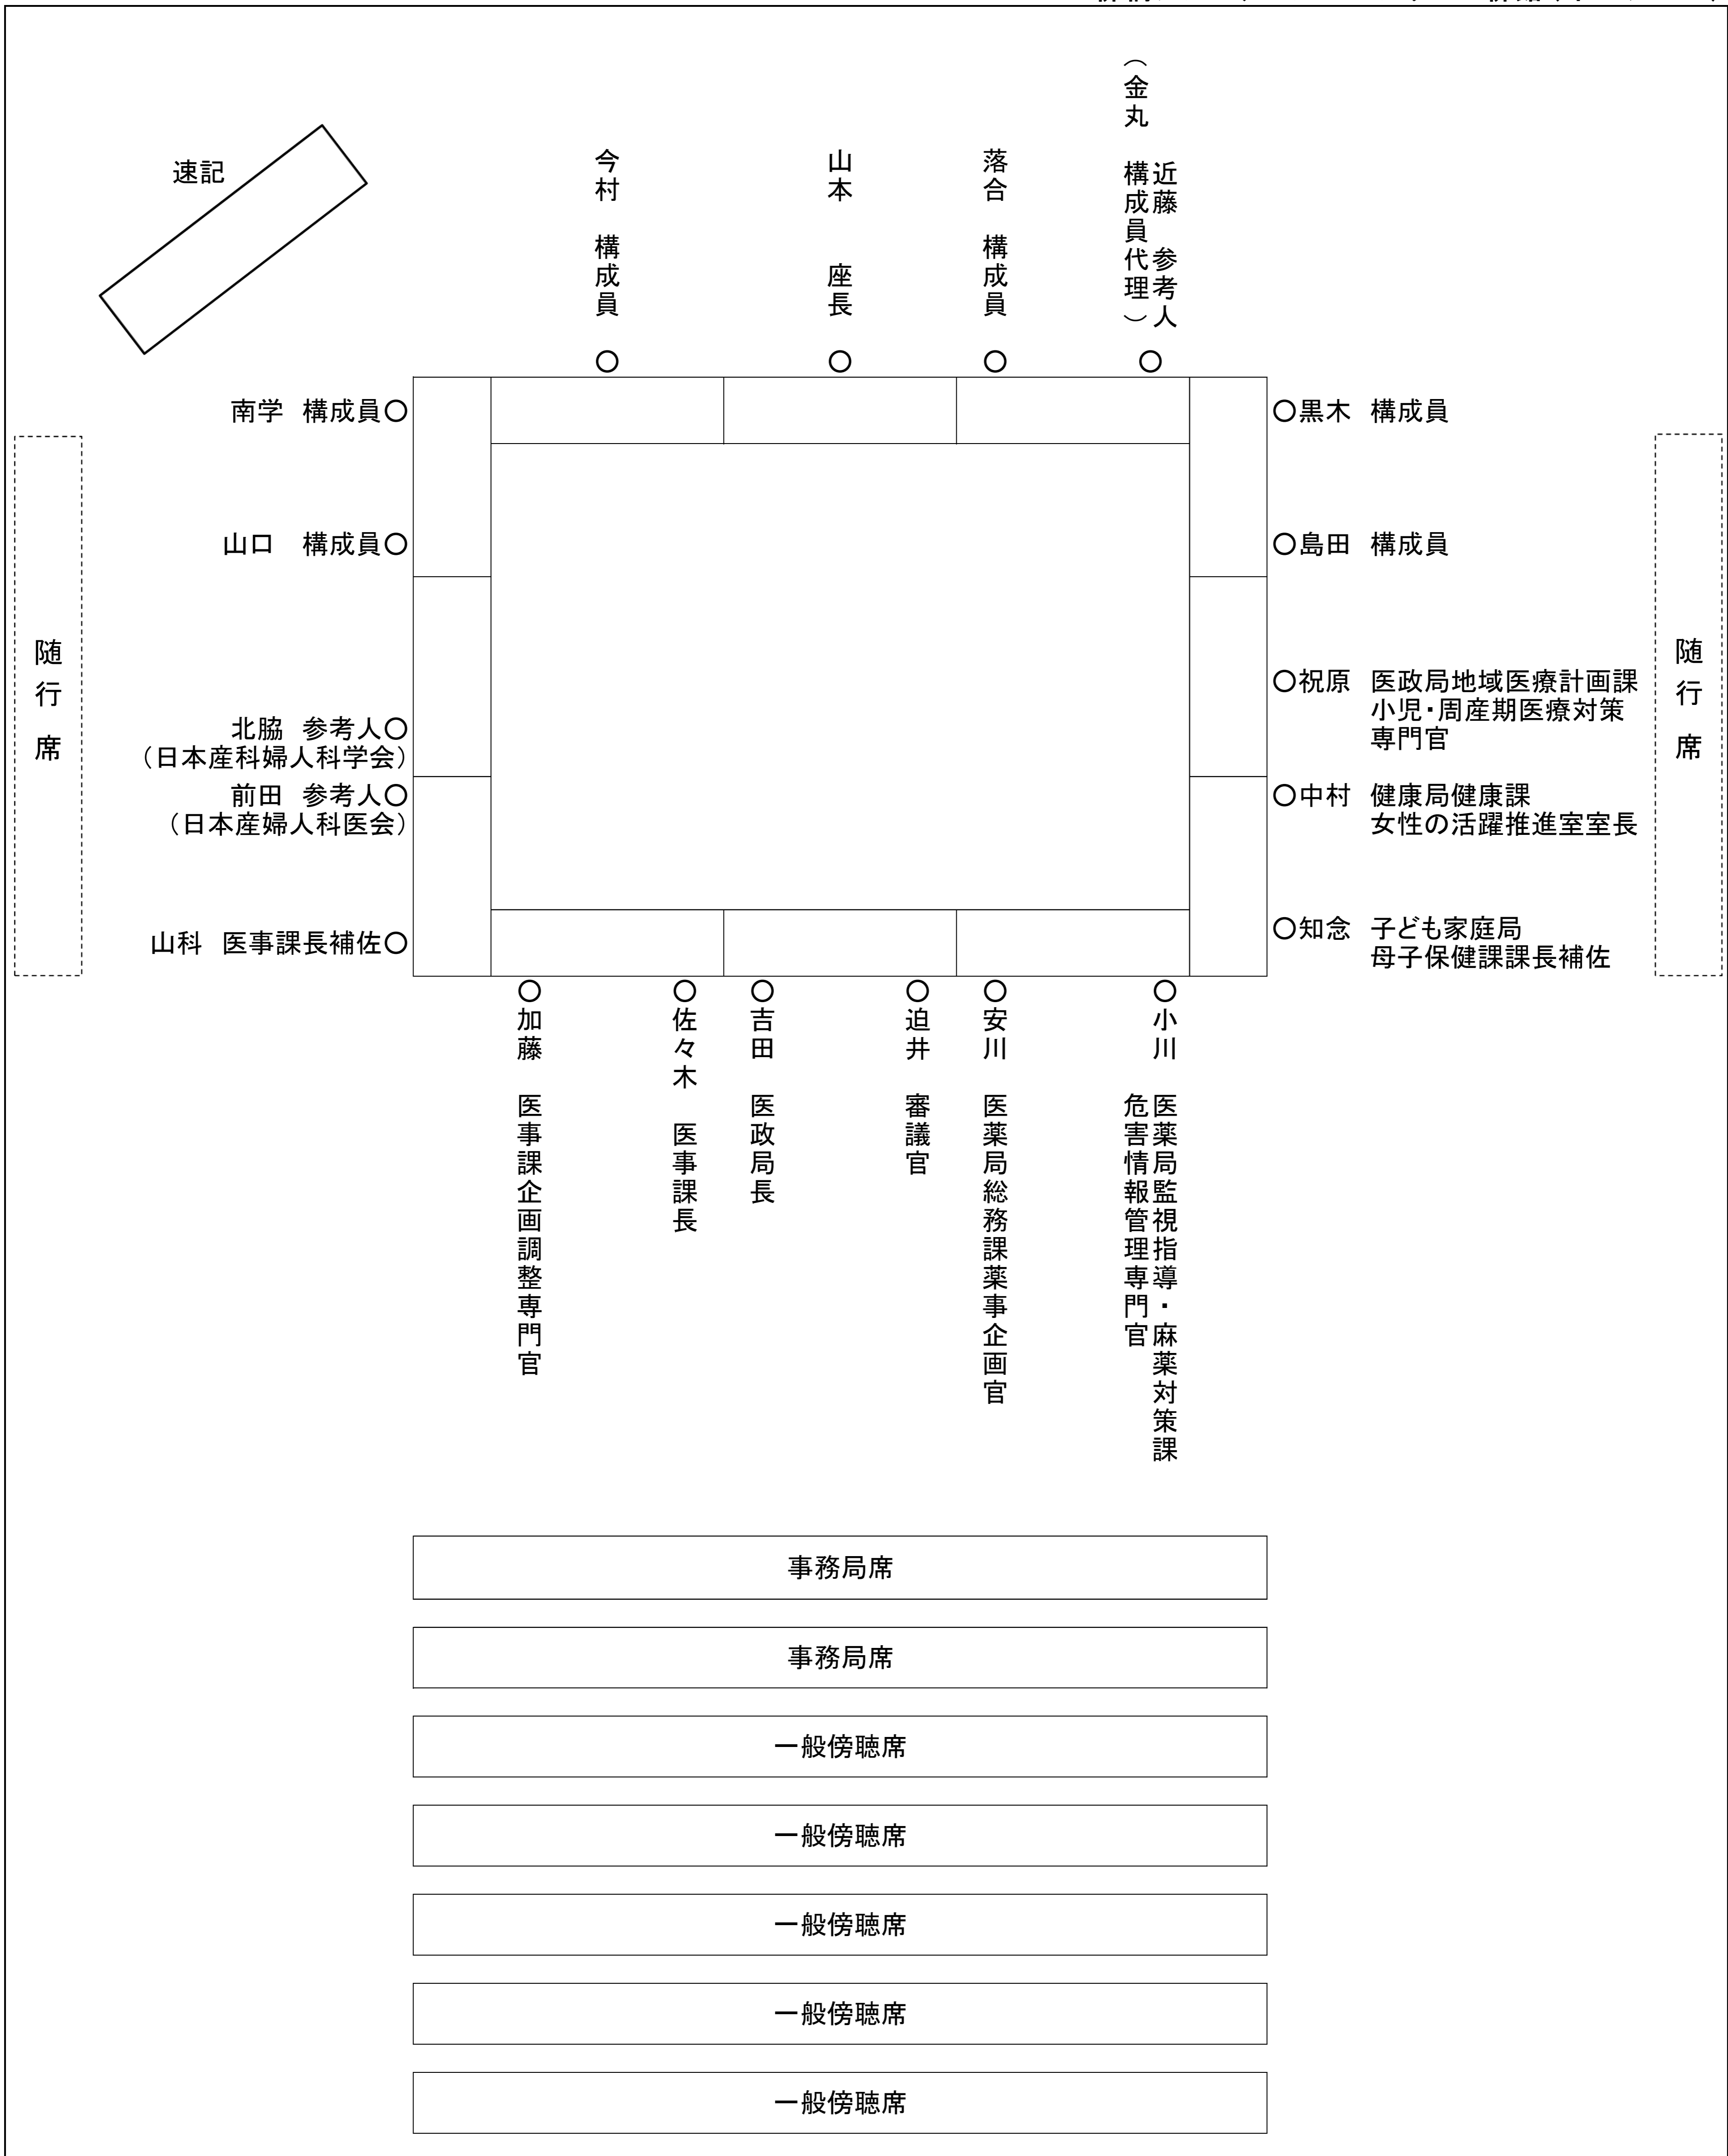 速記
今村　構成員
山本　座長
落合　構成員
近藤　参考人
（金丸　構成員代理）
南学　構成員
山口　構成員
北脇　参考人
（日本産科婦人科学会）
前田　参考人
（日本産婦人科医会）
山科　医事課長補佐
黒木　構成員
島田　構成員
祝原　医政局地域医療計画課
小児・周産期医療対策
専門官
中村　健康局健康課
女性の活躍推進室室長
知念　子ども家庭局
母子保健課課長補佐
随行席
随行席
加藤　医事課企画調整専門官
佐々木　医事課長
吉田　医政局長
迫井　審議官
安川　医薬局総務課薬事企画官
小川　医薬局監視指導・麻薬対策課
危害情報管理専門官
事務局席
事務局席
一般傍聴席
一般傍聴席
一般傍聴席
一般傍聴席
一般傍聴席